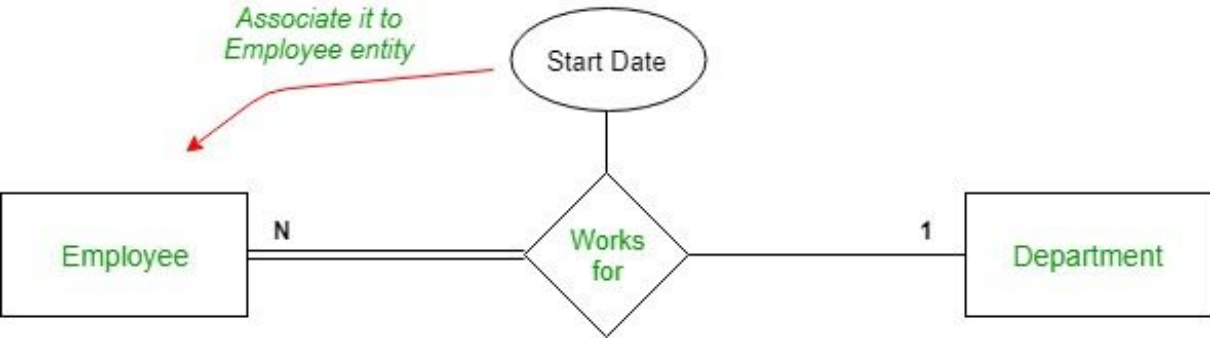 Associate it to
Employee entity
Start Date
Employee
N
Works
for
1
Department